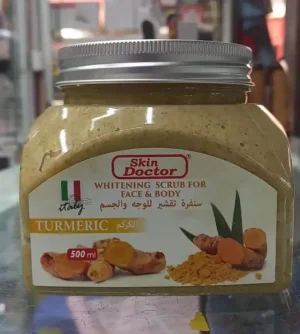 Skin
Doctor®
WHITENING SCRUB FOR
FACE & BODY
سنفرة تقشير للوجه والجسم
italy
TURMERIC الكركم
500 ml